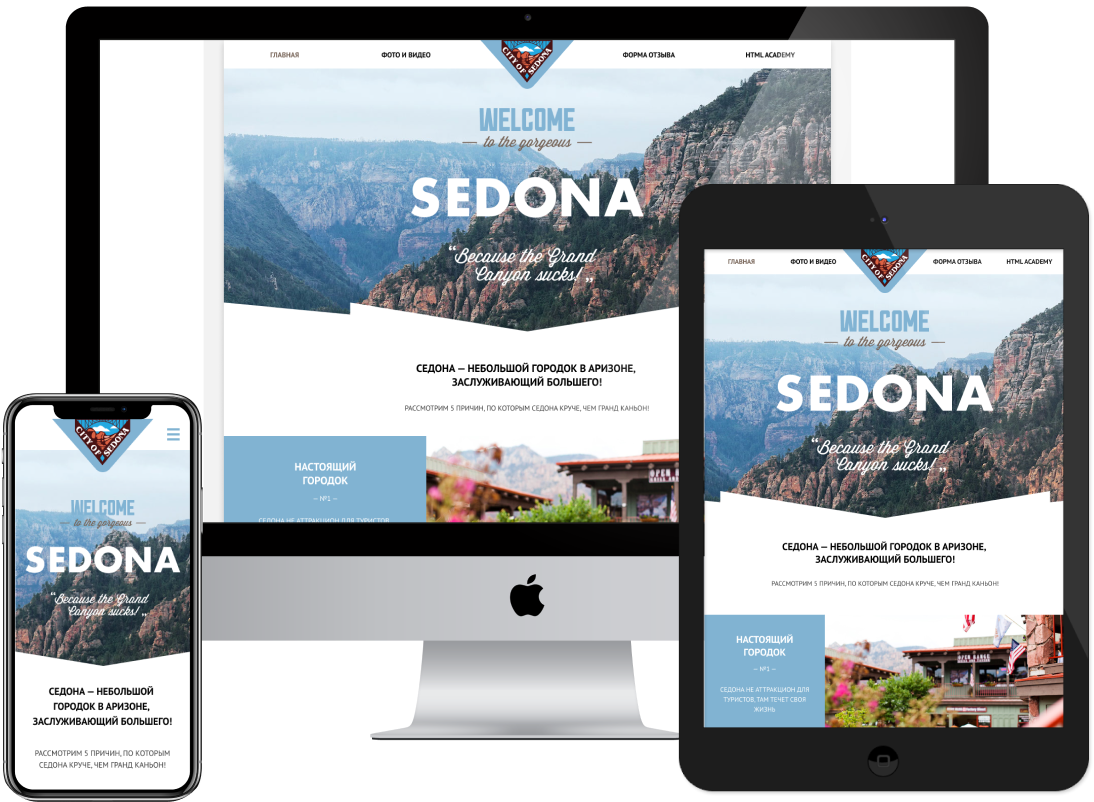 ГЛАВНАЯ
ФОТО И ВИДЕО
CITY OF SEDONA
ФОРМА ОТЗЫВА
HTML ACADEMY
WELCOME
to the gorgeous
SEDONA
“Because the Grand
Canyon sucks! „
СЕДОНА — НЕБОЛЬШОЙ ГОРОДОК В АРИЗОНЕ,
ЗАСЛУЖИВАЮЩИЙ БОЛЬШЕГО!
РАССМОТРИМ 5 ПРИЧИН, ПО КОТОРЫМ СЕДОНА КРУЧЕ, ЧЕМ ГРАНД КАНЬОН!
НАСТОЯЩИЙ
ГОРОДОК
— №1 —
СЕДОНА НЕ АТТРАКЦИОН ДЛЯ ТУРИСТОВ
OPEN
ГЛАВНАЯ
ФОТО И ВИДЕО
CITY OF SEDONA
ФОРМА ОТЗЫВА
HTML ACADEMY
WELCOME
to the gorgeous
SEDONA
“Because the Grand
Canyon sucks! „
СЕДОНА — НЕБОЛЬШОЙ ГОРОДОК В АРИЗОНЕ,
ЗАСЛУЖИВАЮЩИЙ БОЛЬШЕГО!
РАССМОТРИМ 5 ПРИЧИН, ПО КОТОРЫМ СЕДОНА КРУЧЕ, ЧЕМ ГРАНД КАНЬОН!
НАСТОЯЩИЙ
ГОРОДОК
— №1 —
СЕДОНА НЕ АТТРАКЦИОН ДЛЯ
ТУРИСТОВ, ТАМ ТЕЧЕТ СВОЯ
ЖИЗНЬ
OPEN RANGE
CITY OF SEDONA
WELCOME
to the gorgeous
SEDONA
“Because the Grand
Canyon sucks! „
СЕДОНА — НЕБОЛЬШОЙ
ГОРОДОК В АРИЗОНЕ,
ЗАСЛУЖИВАЮЩИЙ БОЛЬШЕГО!
РАССМОТРИМ 5 ПРИЧИН, ПО КОТОРЫМ
СЕДОНА КРУЧЕ, ЧЕМ ГРАНД КАНЬОН!